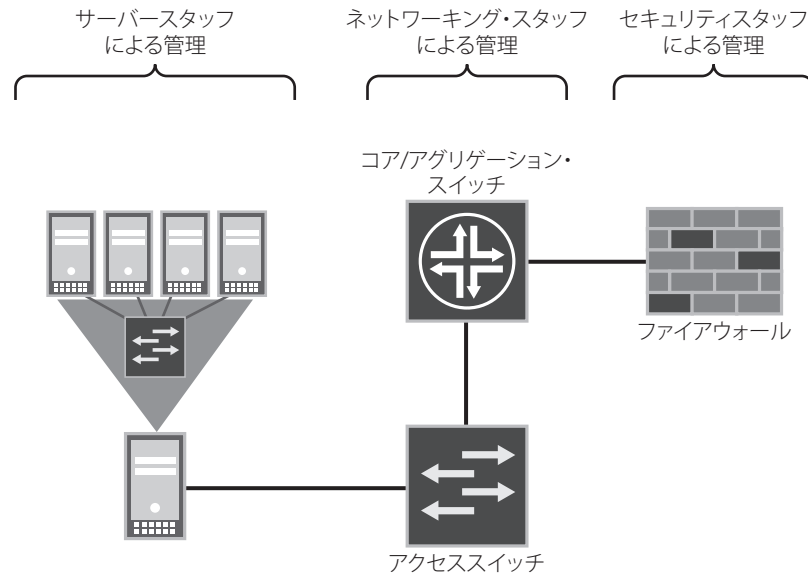 サーバースタッフ
による管理
ネットワーキング・スタッフ
による管理
セキュリティスタッフ
による管理
コア/アグリゲーション・
スイッチ
ファイアウォール
アクセススイッチ